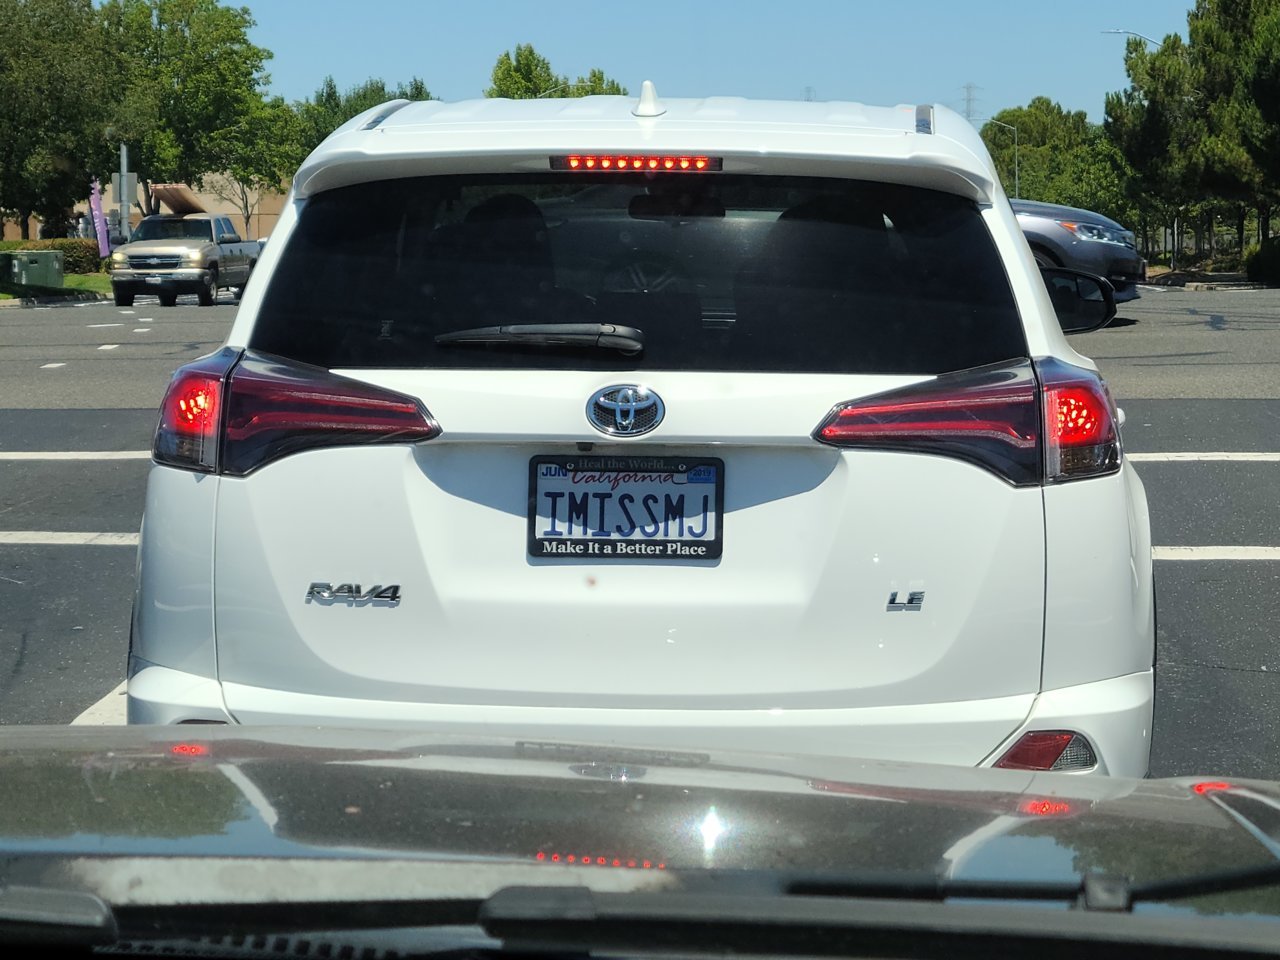 Heal the World...
JUN California 2019
IMISSMJ
Make It a Better Place
RAV4
LE